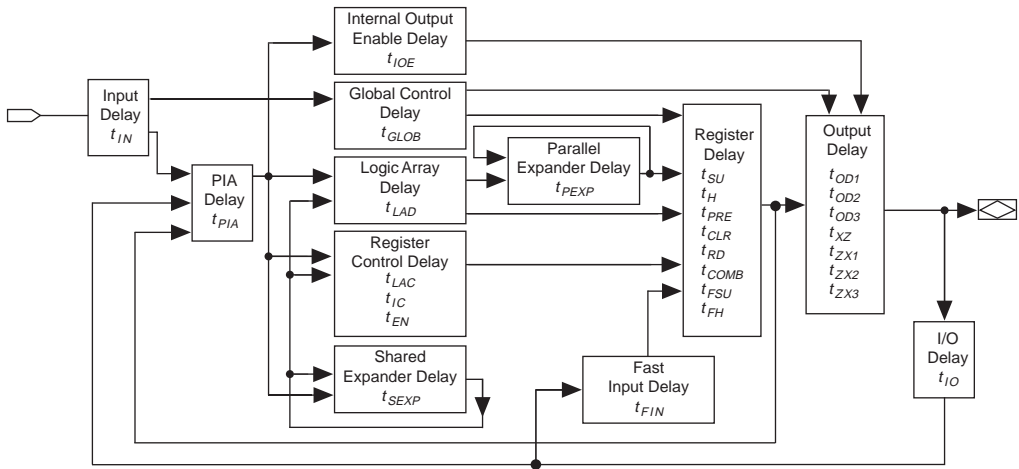 Internal Output
Enable Delay
tIOE
Input
Delay
tIN
Global Control
Delay
tGLOB
PIA
Delay
tPIA
Logic Array
Delay
tLAD
Parallel
Expander Delay
tPEXP
Register
Control Delay
tLAC
tIC
tEN
Shared
Expander Delay
tSEXP
Fast
Input Delay
tFIN
Register
Delay
tSU
tH
tPRE
tCLR
tRD
tCOMB
tFSU
tFH
Output
Delay
tOD1
tOD2
tOD3
tXZ
tZX1
tZX2
tZX3
I/O
Delay
tIO